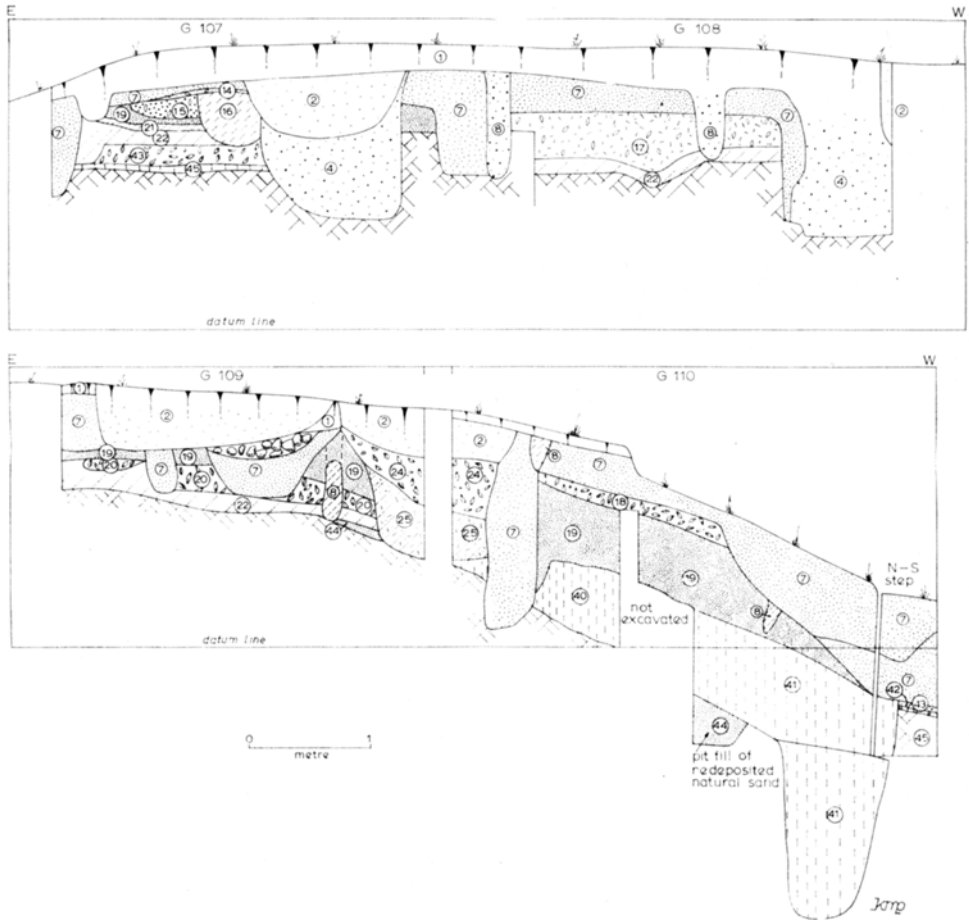 E W
G 107 G 108
1
7 14 7
19 15 16 2 7 8 7 2
21
22 8
43 17
45 4 22 4
datum line
E W
G 109 G 110
1
7 2 1 2 2 8 7
19 19 24 24 18
20 7 20 7 19 7
8 20 25 25 19 19 7
22 44 N-S
step
40 8 7
not
excavated
datum line
7
41 42 43
0 1
metre
44 45
pit fill of
redeposited
natural sand
41